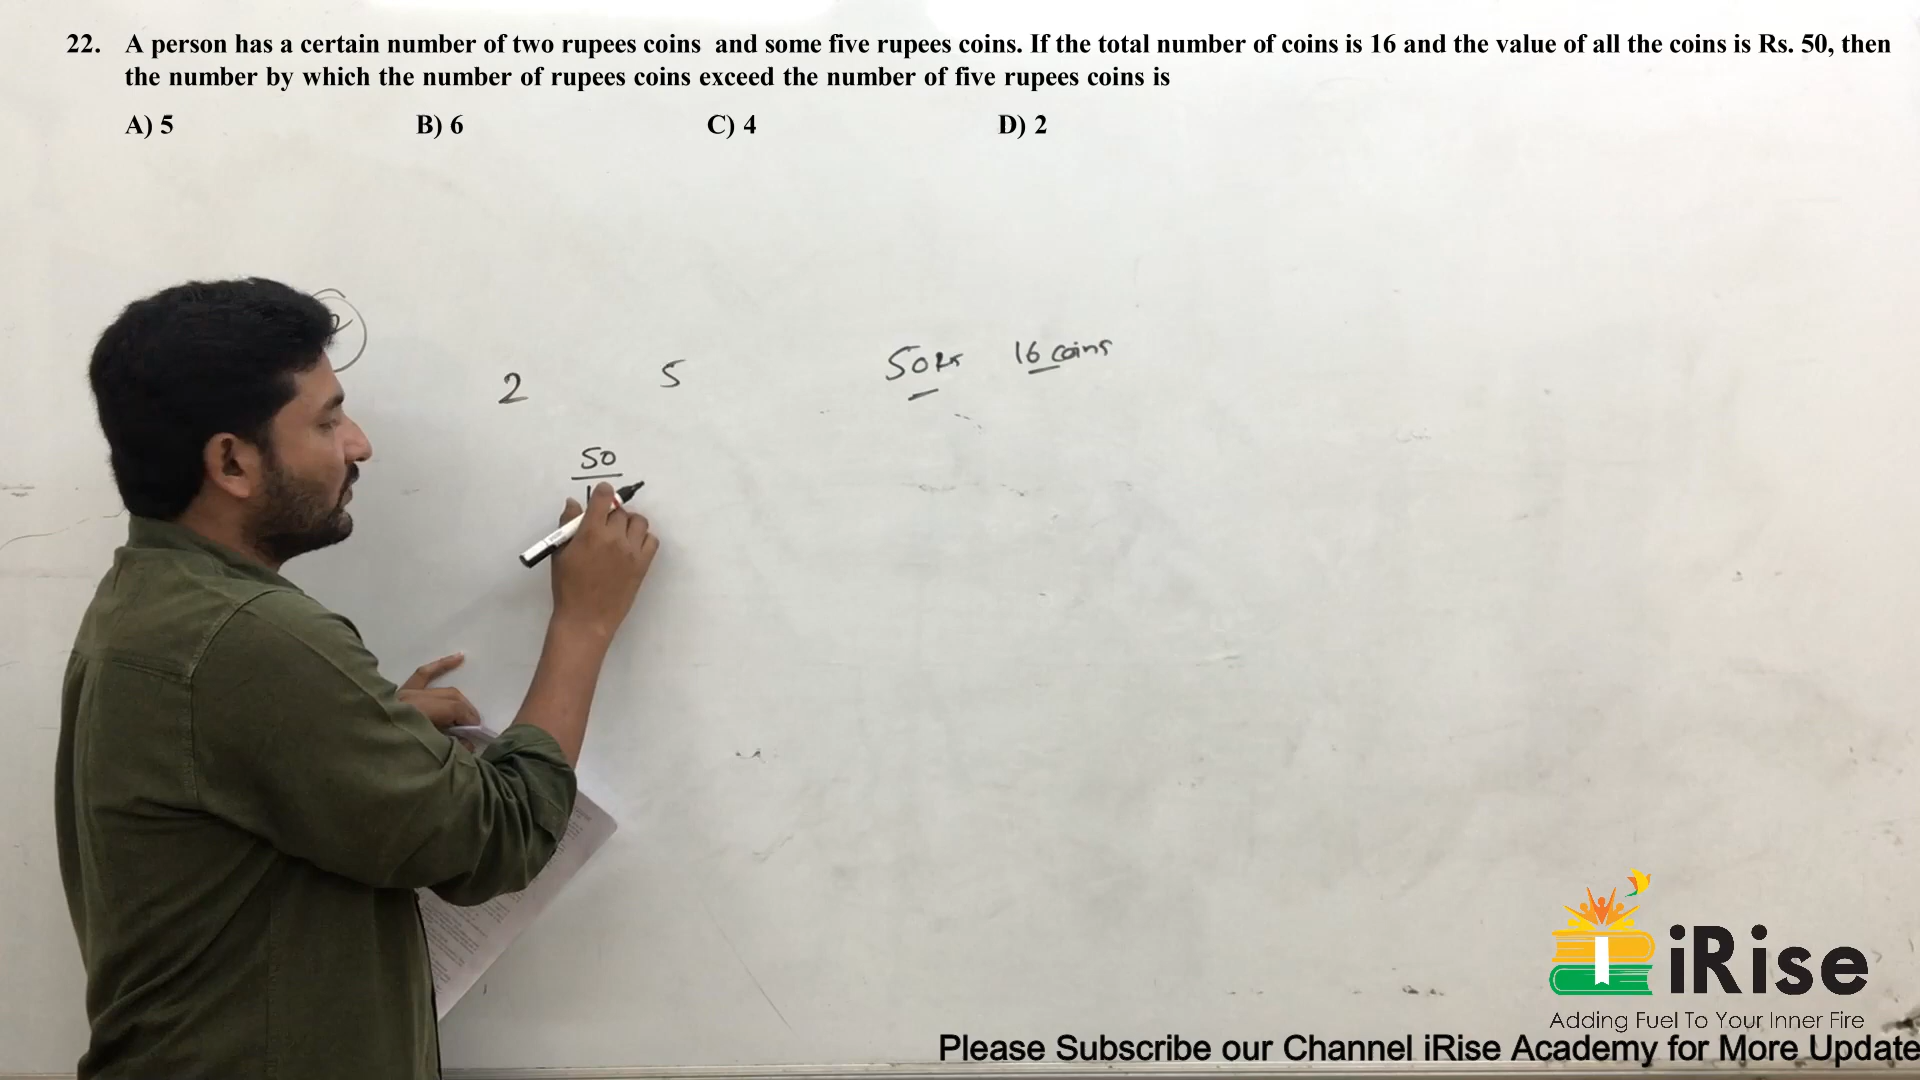 22. A person has a certain number of two rupees coins and some five rupees coins. If the total number of coins is 16 and the value of all the coins is Rs. 50, then
the number by which the number of rupees coins exceed the number of five rupees coins is
A) 5 B) 6 C) 4 D) 2
2 5 50Rs 16 coins
50
iRise
Adding Fuel To Your Inner Fire
Please Subscribe our Channel iRise Academy for More Update